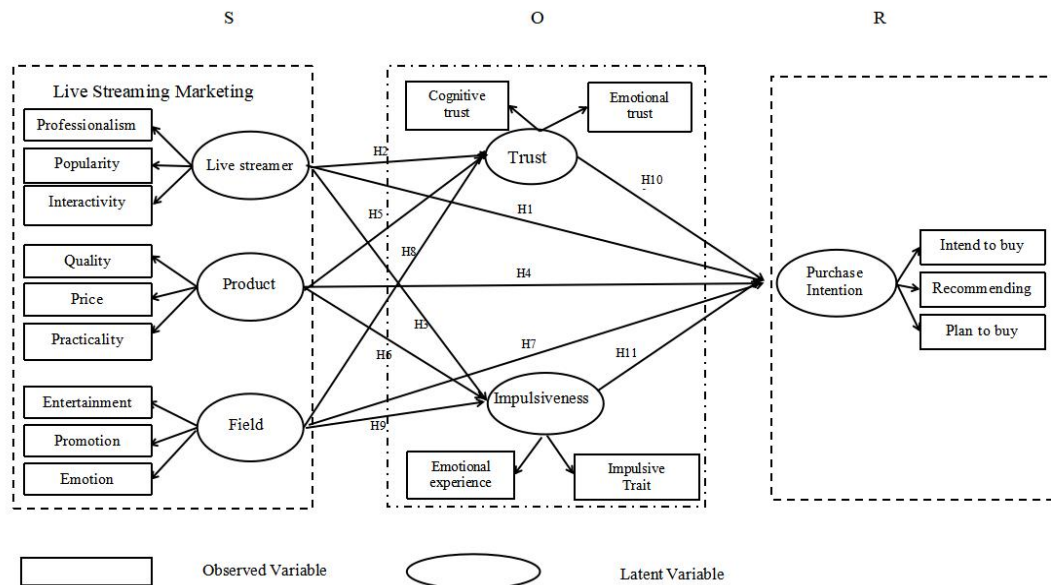 S
O
R
Live Streaming Marketing
Professionalism
Popularity
Interactivity
Live streamer
Quality
Price
Practicality
Product
Entertainment
Promotion
Emotion
Field
Cognitive
trust
Emotional
trust
Trust
H2
H5
H8
H1
H10
H4
H3
H6
H7
H11
H9
Impulsiveness
Emotional
experience
Impulsive
Trait
Purchase
Intention
Intend to buy
Recommending
Plan to buy
Observed Variable
Latent Variable